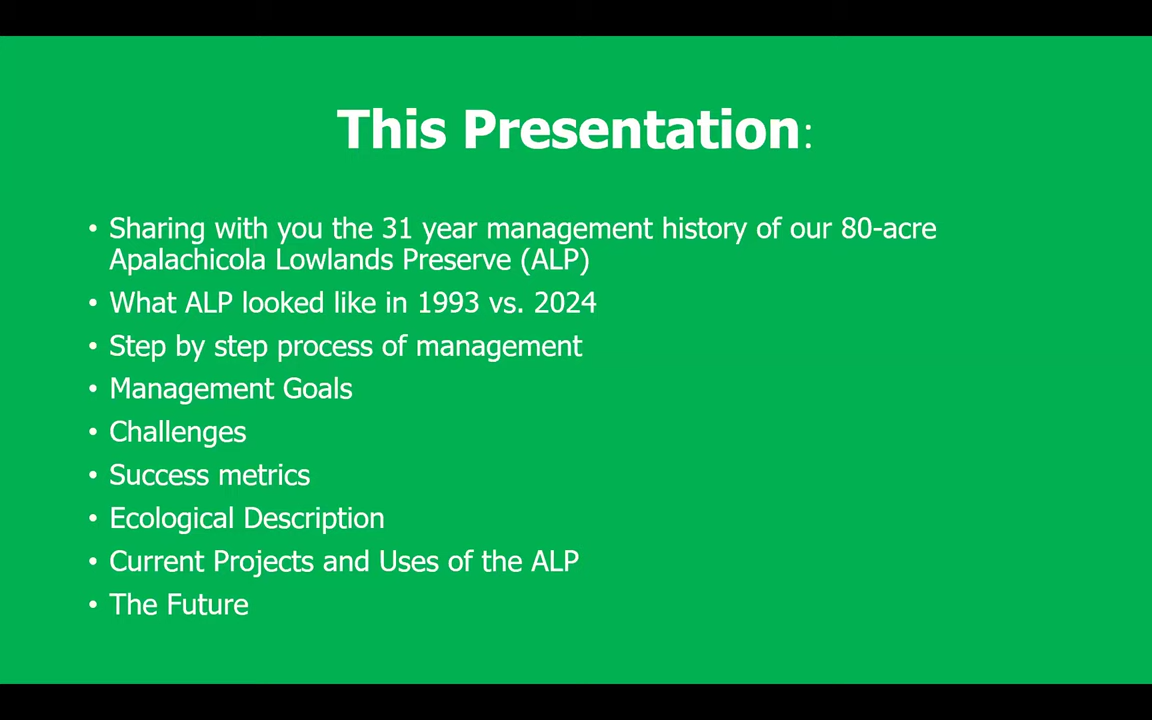 This Presentation:
• Sharing with you the 31 year management history of our 80-acre
Apalachicola Lowlands Preserve (ALP)
• What ALP looked like in 1993 vs. 2024
• Step by step process of management
• Management Goals
• Challenges
• Success metrics
• Ecological Description
• Current Projects and Uses of the ALP
• The Future